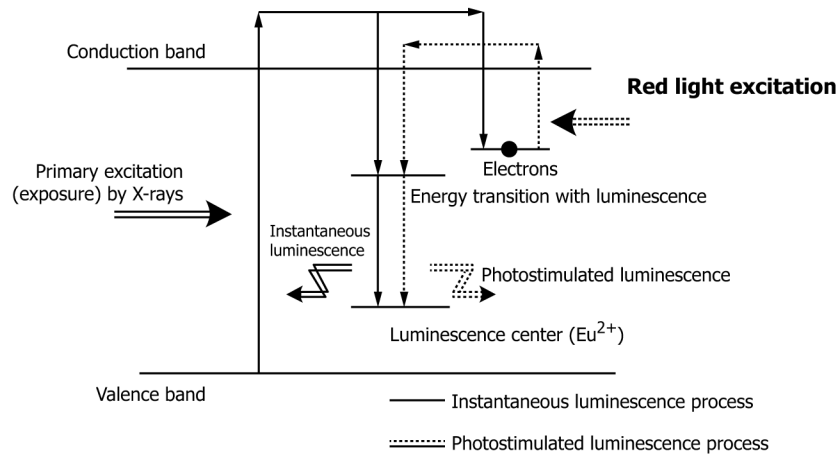 Conduction band
Red light excitation
Electrons
Primary excitation
(exposure) by X-rays
Energy transition with luminescence
Instantaneous
luminescence
Photostimulated luminescence
Luminescence center (Eu²⁺)
Valence band
Instantaneous luminescence process
Photostimulated luminescence process